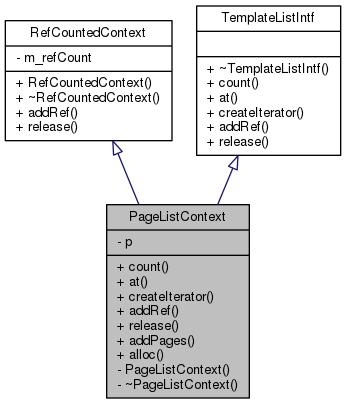 RefCountedContext
- m_refCount
+ RefCountedContext()
+ ~RefCountedContext()
+ addRef()
+ release()
TemplateListIntf
+ ~TemplateListIntf()
+ count()
+ at()
+ createIterator()
+ addRef()
+ release()
PageListContext
- p
+ count()
+ at()
+ createIterator()
+ addRef()
+ release()
+ addPages()
+ alloc()
- PageListContext()
- ~PageListContext()